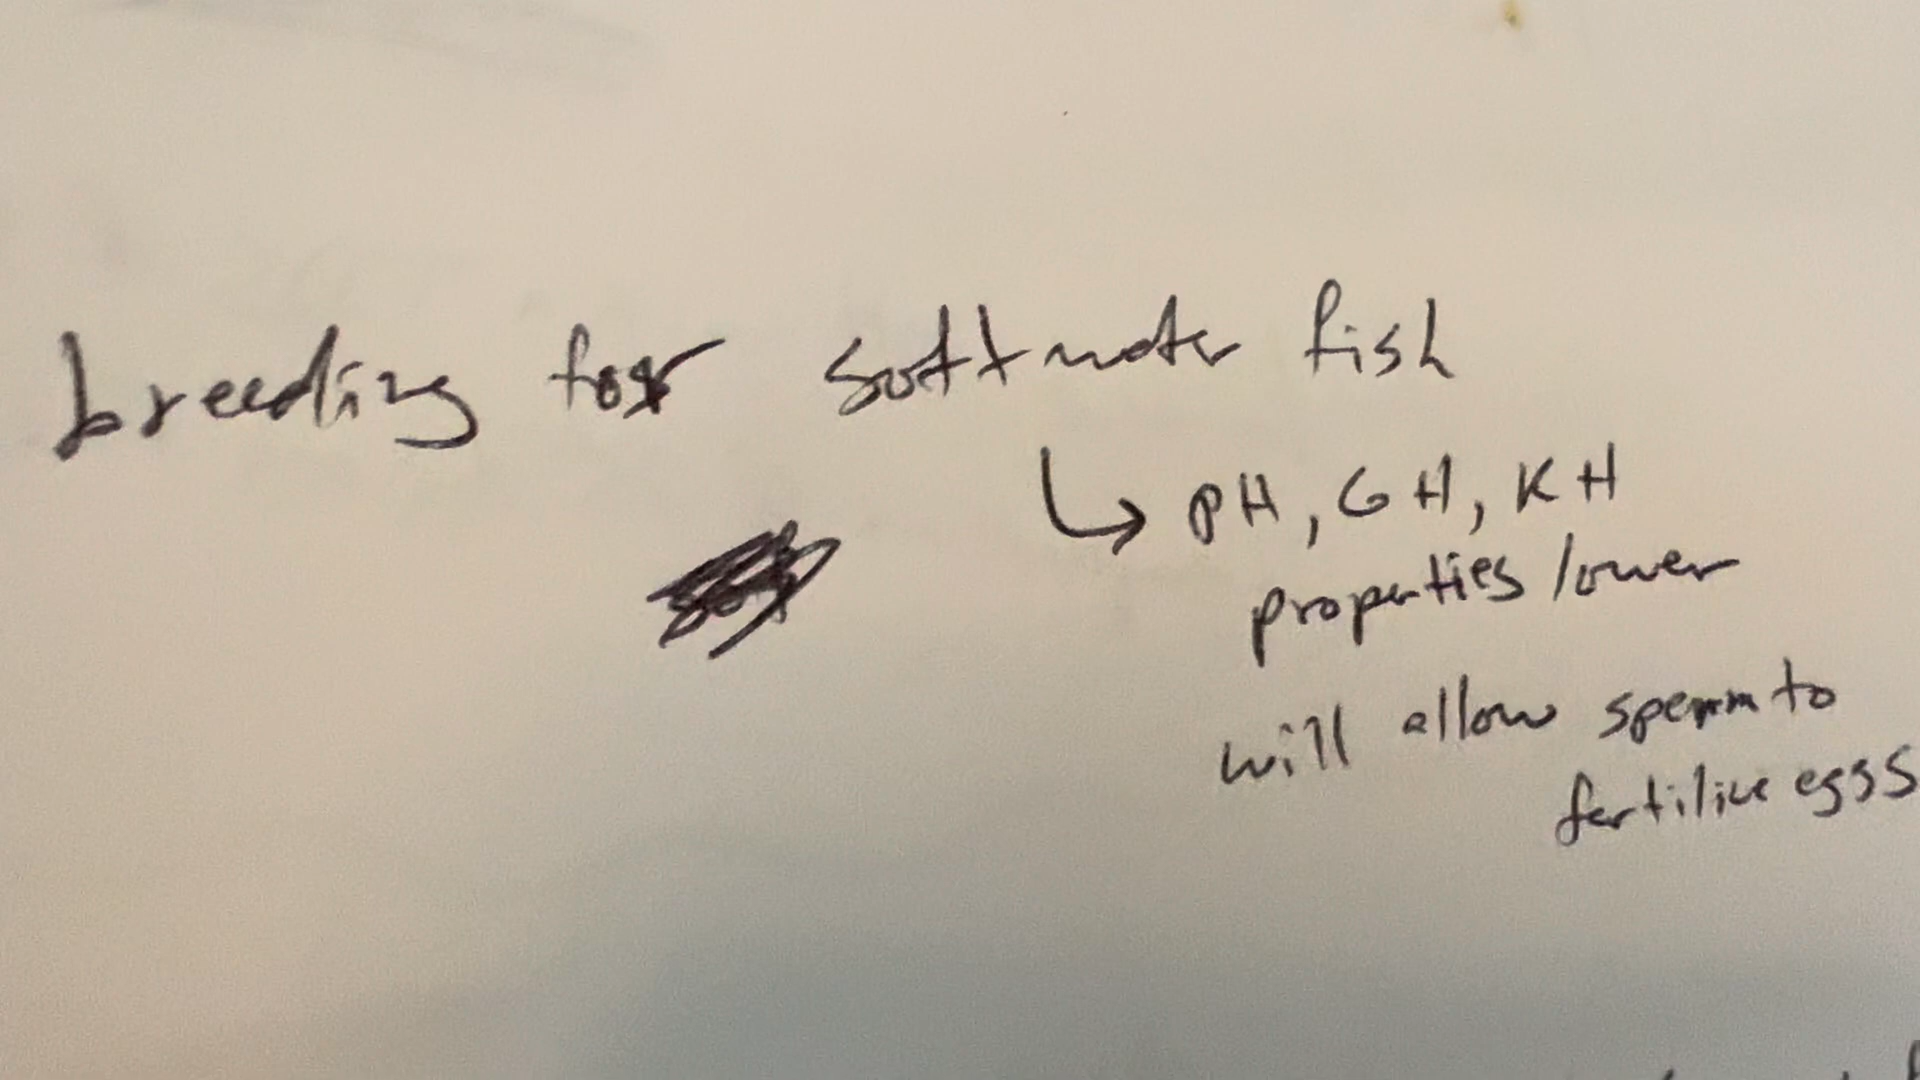 breeding for softwater fish
↳ PH, GH, KH
properties lower
will allow sperm to
fertilize eggs